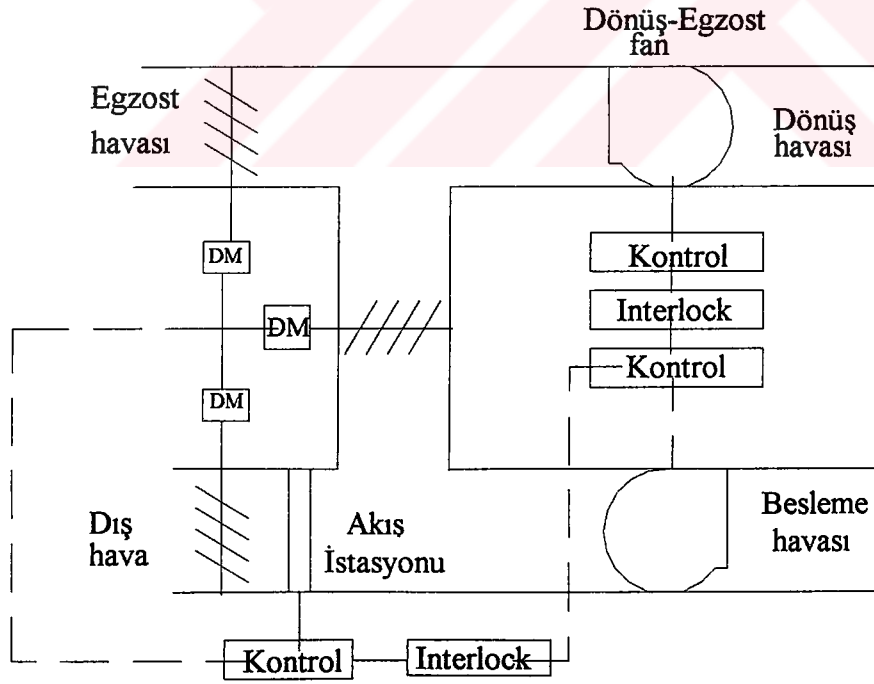 Dönüş-Egzost
fan
Egzost
havası
Dönüş
havası
DM
Kontrol
DM
Interlock
Kontrol
DM
Dış
hava
Akış
İstasyonu
Besleme
havası
Kontrol
Interlock